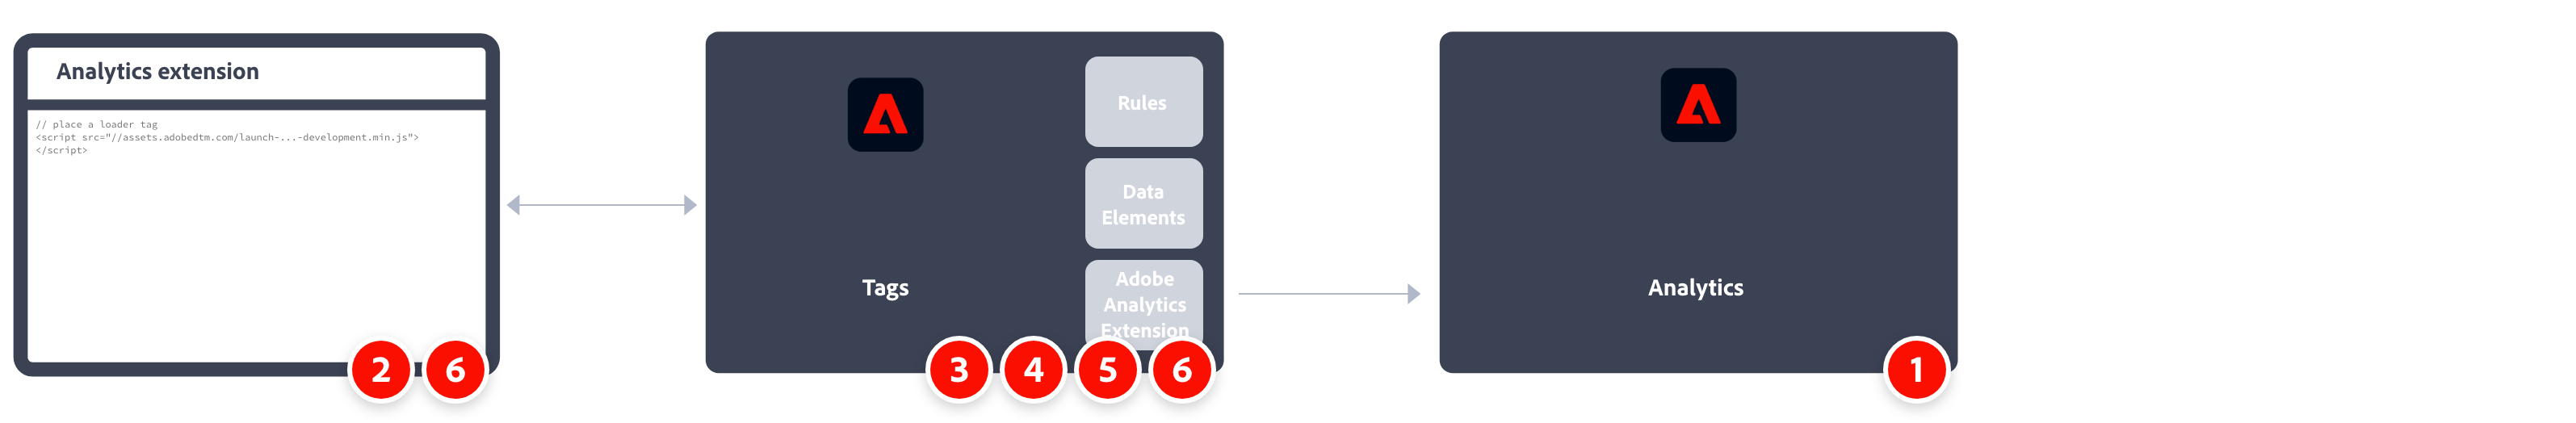 Analytics extension
// place a loader tag
<script src="//assets.adobedtm.com/launch-...-development.min.js">
</script>
2 6
Rules
Data
Elements
Adobe
Analytics
Extension
Tags
3 4 5 6
Analytics
1